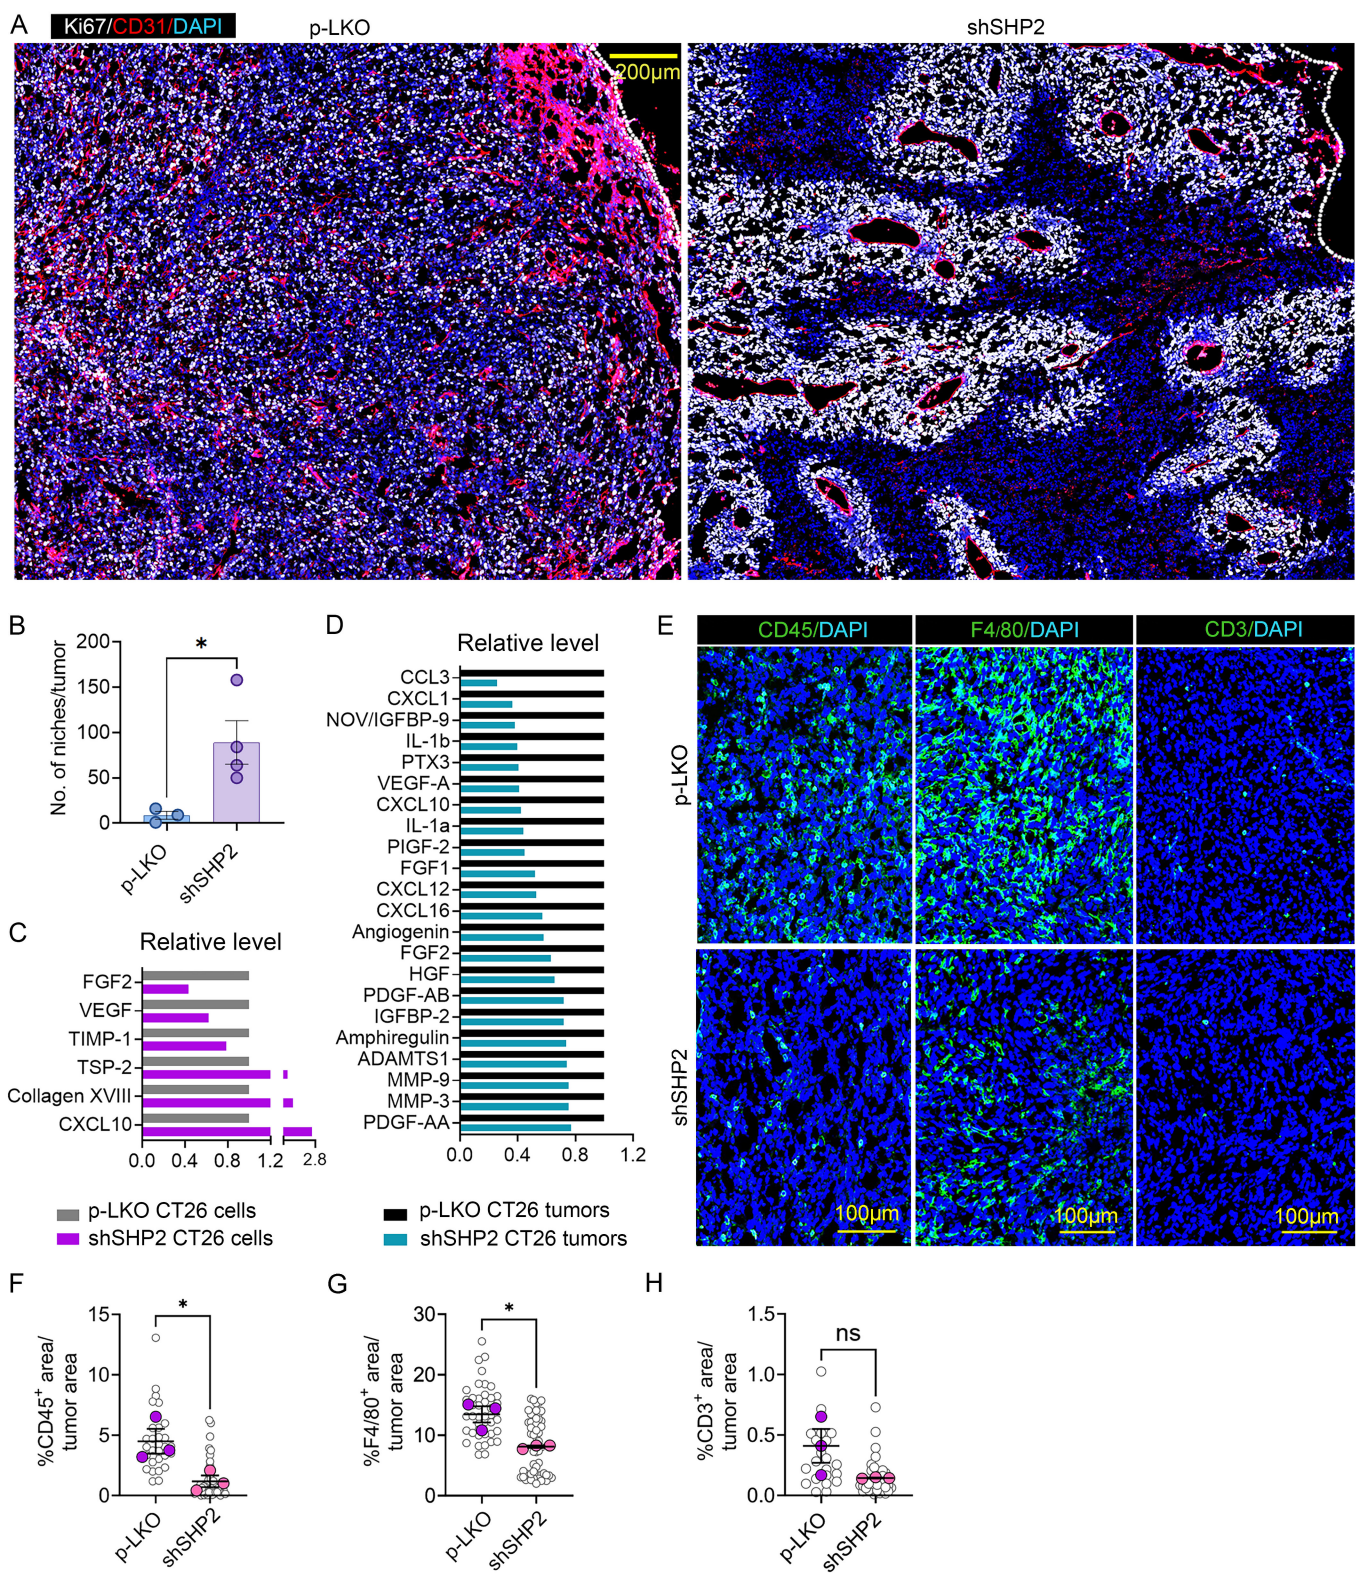 A
Ki67/CD31/DAPI
p-LKO
shSHP2
200µm
B
No. of niches/tumor
200
150
100
50
0
*
p-LKO
shSHP2
C
Relative level
FGF2
VEGF
TIMP-1
TSP-2
Collagen XVIII
CXCL10
0.0 0.4 0.8 1.2 2.8
p-LKO CT26 cells
shSHP2 CT26 cells
D
Relative level
CCL3
CXCL1
NOV/IGFBP-9
IL-1b
PTX3
VEGF-A
CXCL10
IL-1a
PIGF-2
FGF1
CXCL12
CXCL16
Angiogenin
FGF2
HGF
PDGF-AB
IGFBP-2
Amphiregulin
ADAMTS1
MMP-9
MMP-3
PDGF-AA
0.0 0.4 0.8 1.2
p-LKO CT26 tumors
shSHP2 CT26 tumors
E
CD45/DAPI
F4/80/DAPI
CD3/DAPI
p-LKO
shSHP2
100µm
100µm
100µm
F
%CD45+ area/
tumor area
15
10
5
0
*
p-LKO
shSHP2
G
%F4/80+ area/
tumor area
30
20
10
0
*
p-LKO
shSHP2
H
%CD3+ area/
tumor area
1.5
1.0
0.5
0.0
ns
p-LKO
shSHP2